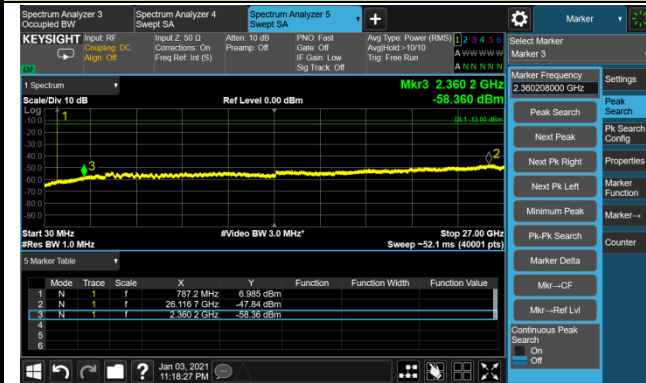 Spectrum Analyzer 3
Occupied BW
Spectrum Analyzer 4
Swept SA
Spectrum Analyzer 5
Swept SA
Marker
KEYSIGHT
Input: RF
Coupling: DC
Align: Off
Input Z: 50 Ω
Corrections: On
Freq Ref: Int (S)
Atten: 10 dB
Preamp: Off
PNO: Fast
Gate: Off
IF Gain: Low
Sig Track: Off
Avg Type: Power (RMS)
Avg|Hold:>10/10
Trig: Free Run
1 2 3 4 5 6
A W W W W W
A N N N N N
LV
Select Marker
Marker 3
Marker Frequency
2.360208000 GHz
Peak Search
Next Peak
Next Pk Right
Next Pk Left
Minimum Peak
Pk-Pk Search
Marker Delta
Mkr→CF
Mkr→Ref Lvl
Continuous Peak
Search
On
Off
Settings
Peak
Search
Pk Search
Config
Properties
Marker
Function
Marker→
Counter
1 Spectrum
Scale/Div 10 dB
Ref Level 0.00 dBm
Mkr3 2.360 2 GHz
-58.360 dBm
Log
-10.0
-20.0
-30.0
-40.0
-50.0
-60.0
-70.0
-80.0
-90.0
1
3
2
DL1 -13.00 dBm
Start 30 MHz
#Video BW 3.0 MHz*
Stop 27.00 GHz
#Res BW 1.0 MHz
Sweep ~52.1 ms (40001 pts)
5 Marker Table
Mode Trace Scale X Y Function Function Width Function Value
1 N 1 f 787.2 MHz 6.985 dBm
2 N 1 f 26.116 7 GHz -47.84 dBm
3 N 1 f 2.360 2 GHz -58.36 dBm
4
5
6
Jan 03, 2021
11:18:27 PM